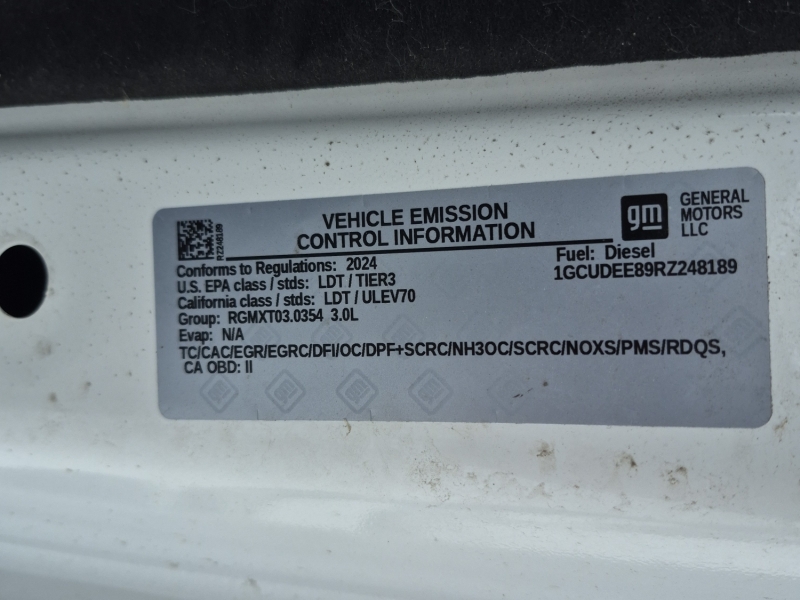 VEHICLE EMISSION
CONTROL INFORMATION
gm
GENERAL
MOTORS
LLC
RZ248189
Conforms to Regulations: 2024
U.S. EPA class / stds: LDT / TIER3
California class / stds: LDT / ULEV70
Group: RGMXT03.0354 3.0L
Evap: N/A
Fuel: Diesel
1GCUDEE89RZ248189
TC/CAC/EGR/EGRC/DFI/OC/DPF+SCRC/NH3OC/SCRC/NOXS/PMS/RDQS,
CA OBD: II